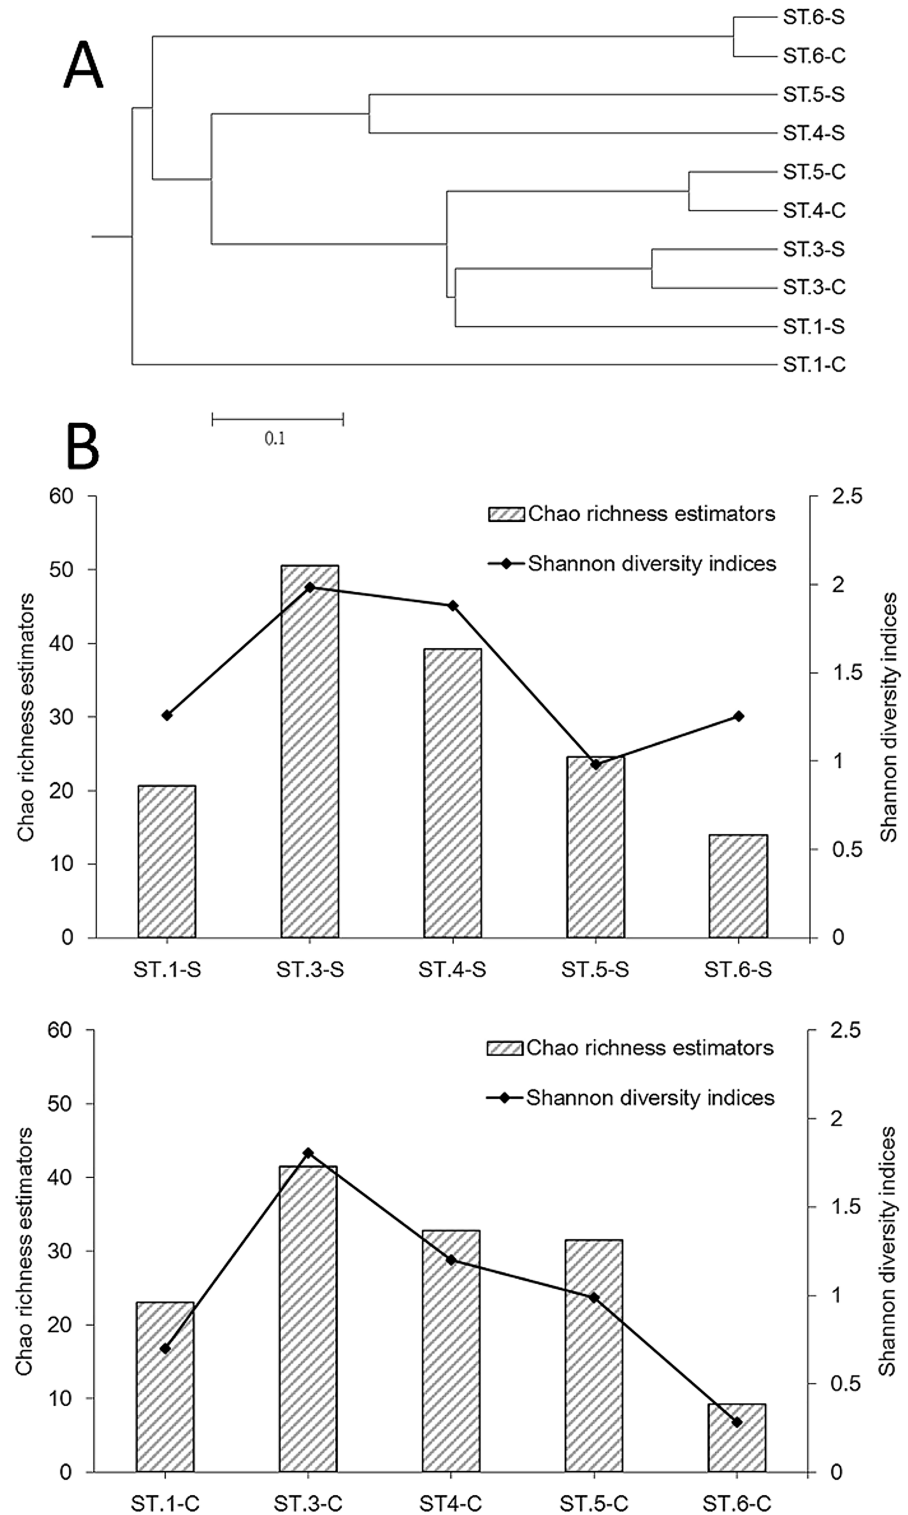 A
ST.6-S
ST.6-C
ST.5-S
ST.4-S
ST.5-C
ST.4-C
ST.3-S
ST.3-C
ST.1-S
ST.1-C
0.1
B
60
50
40
30
20
10
0
Chao richness estimators
2.5
2
1.5
1
0.5
0
Shannon diversity indices
Chao richness estimators
Shannon diversity indices
ST.1-S ST.3-S ST.4-S ST.5-S ST.6-S
60
50
40
30
20
10
0
Chao richness estimators
2.5
2
1.5
1
0.5
0
Shannon diversity indices
Chao richness estimators
Shannon diversity indices
ST.1-C ST.3-C ST4-C ST.5-C ST.6-C